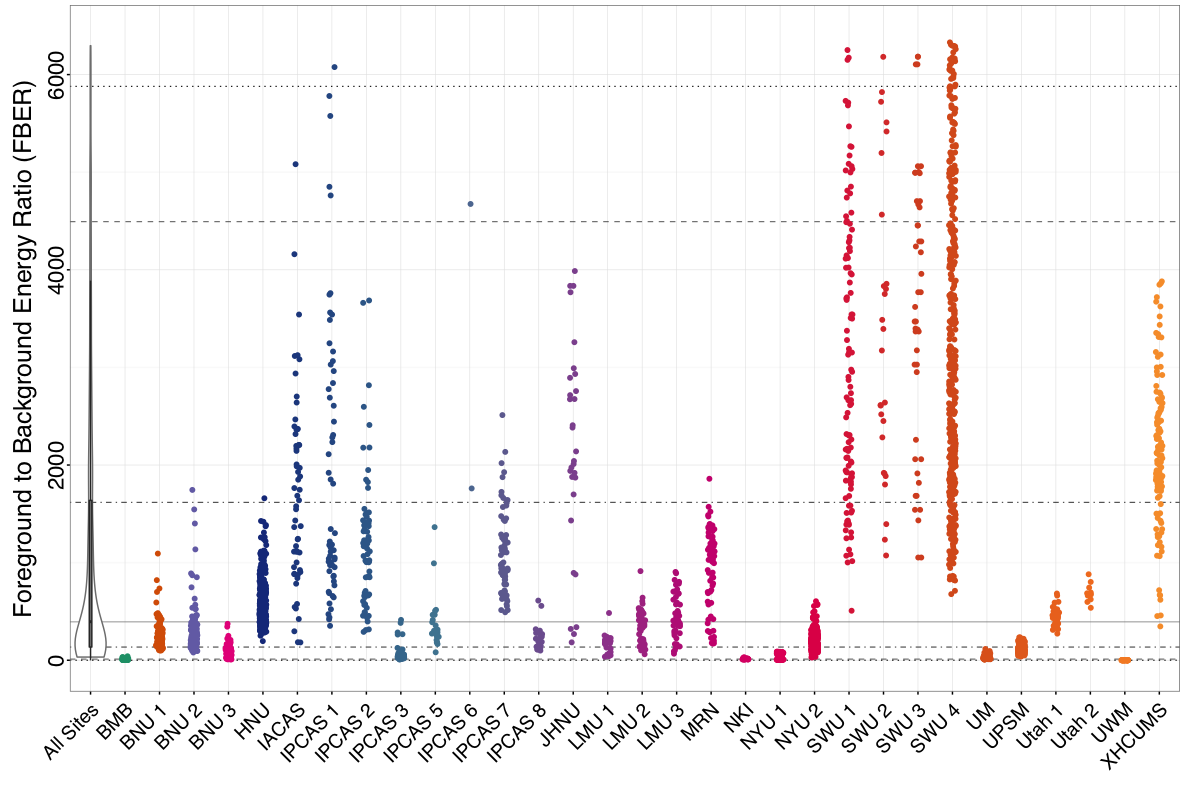 Foreground to Background Energy Ratio (FBER)
6000
4000
2000
0
All Sites
BMB
BNU 1
BNU 2
BNU 3
HNU
IACAS
IPCAS 1
IPCAS 2
IPCAS 3
IPCAS 5
IPCAS 6
IPCAS 7
IPCAS 8
JHNU
LMU 1
LMU 2
LMU 3
MRN
NKI
NYU 1
NYU 2
SWU 1
SWU 2
SWU 3
SWU 4
UM
UPSM
Utah 1
Utah 2
UWM
XHCUMS